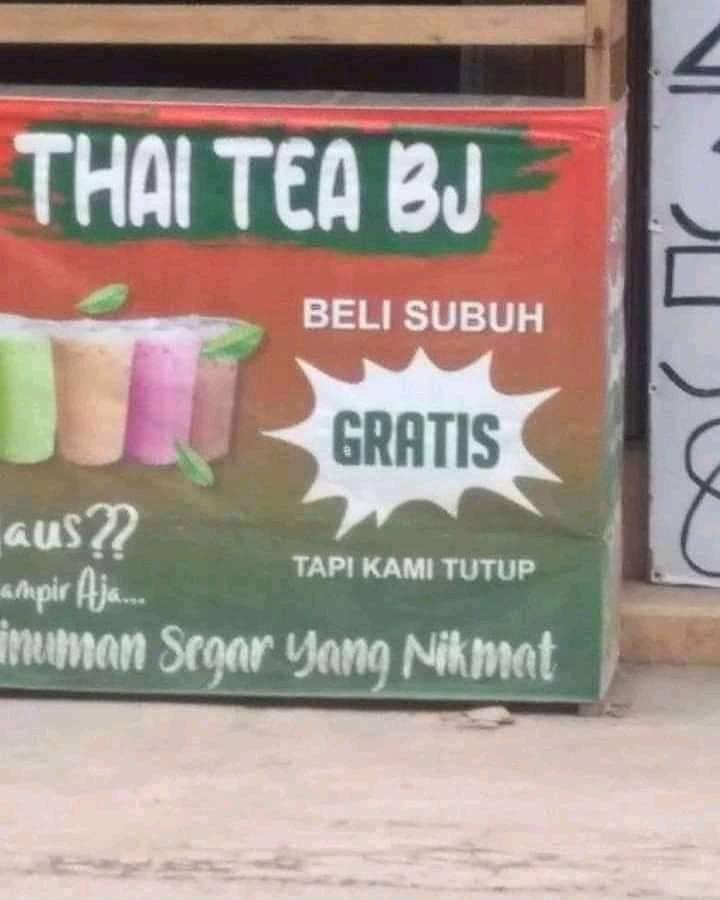 THAI TEA BJ
BELI SUBUH
GRATIS
TAPI KAMI TUTUP
aus??
ampir Aja...
inuman Segar Yang Nikmat